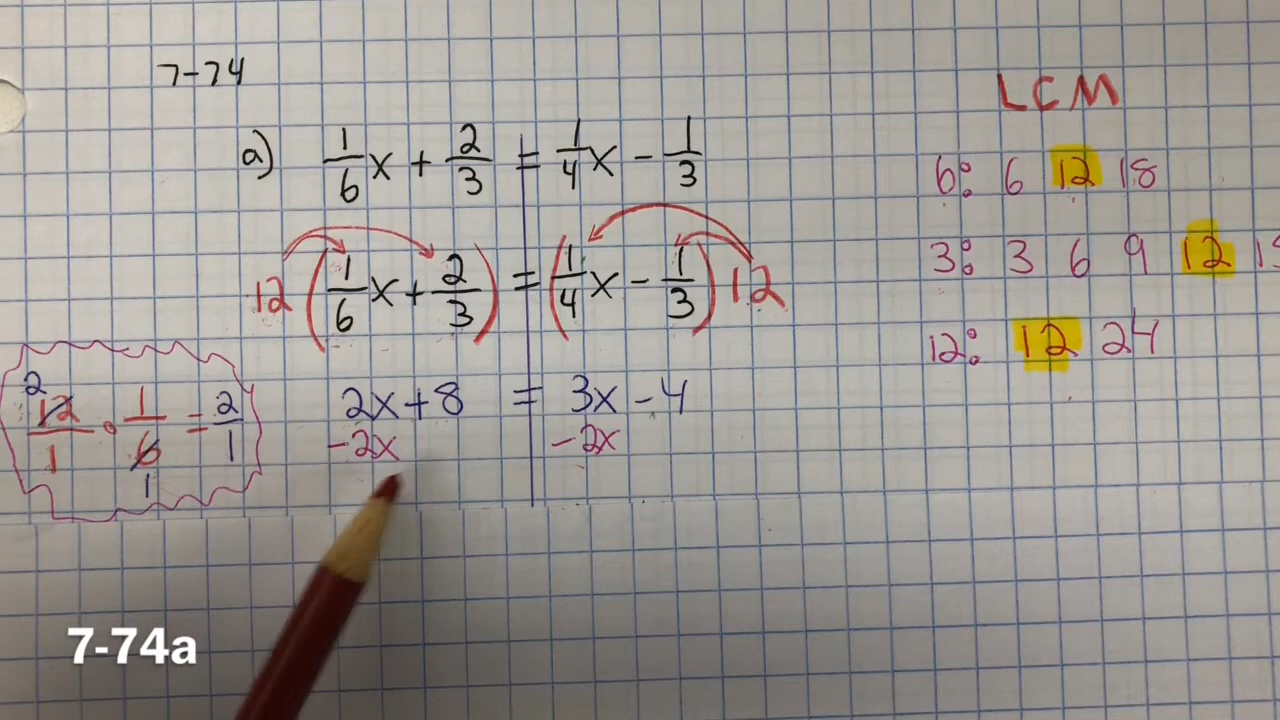 7-74
a) 1/6 x + 2/3 = 1/4 x - 1/3
12 ( 1/6 x + 2/3 ) = ( 1/4 x - 1/3 ) 12
2x + 8 = 3x - 4
-2x -2x
2
12/1 • 1/6 = 2/1
1
LCM
6: 6 12 18
3: 3 6 9 12
12: 12 24
7-74a